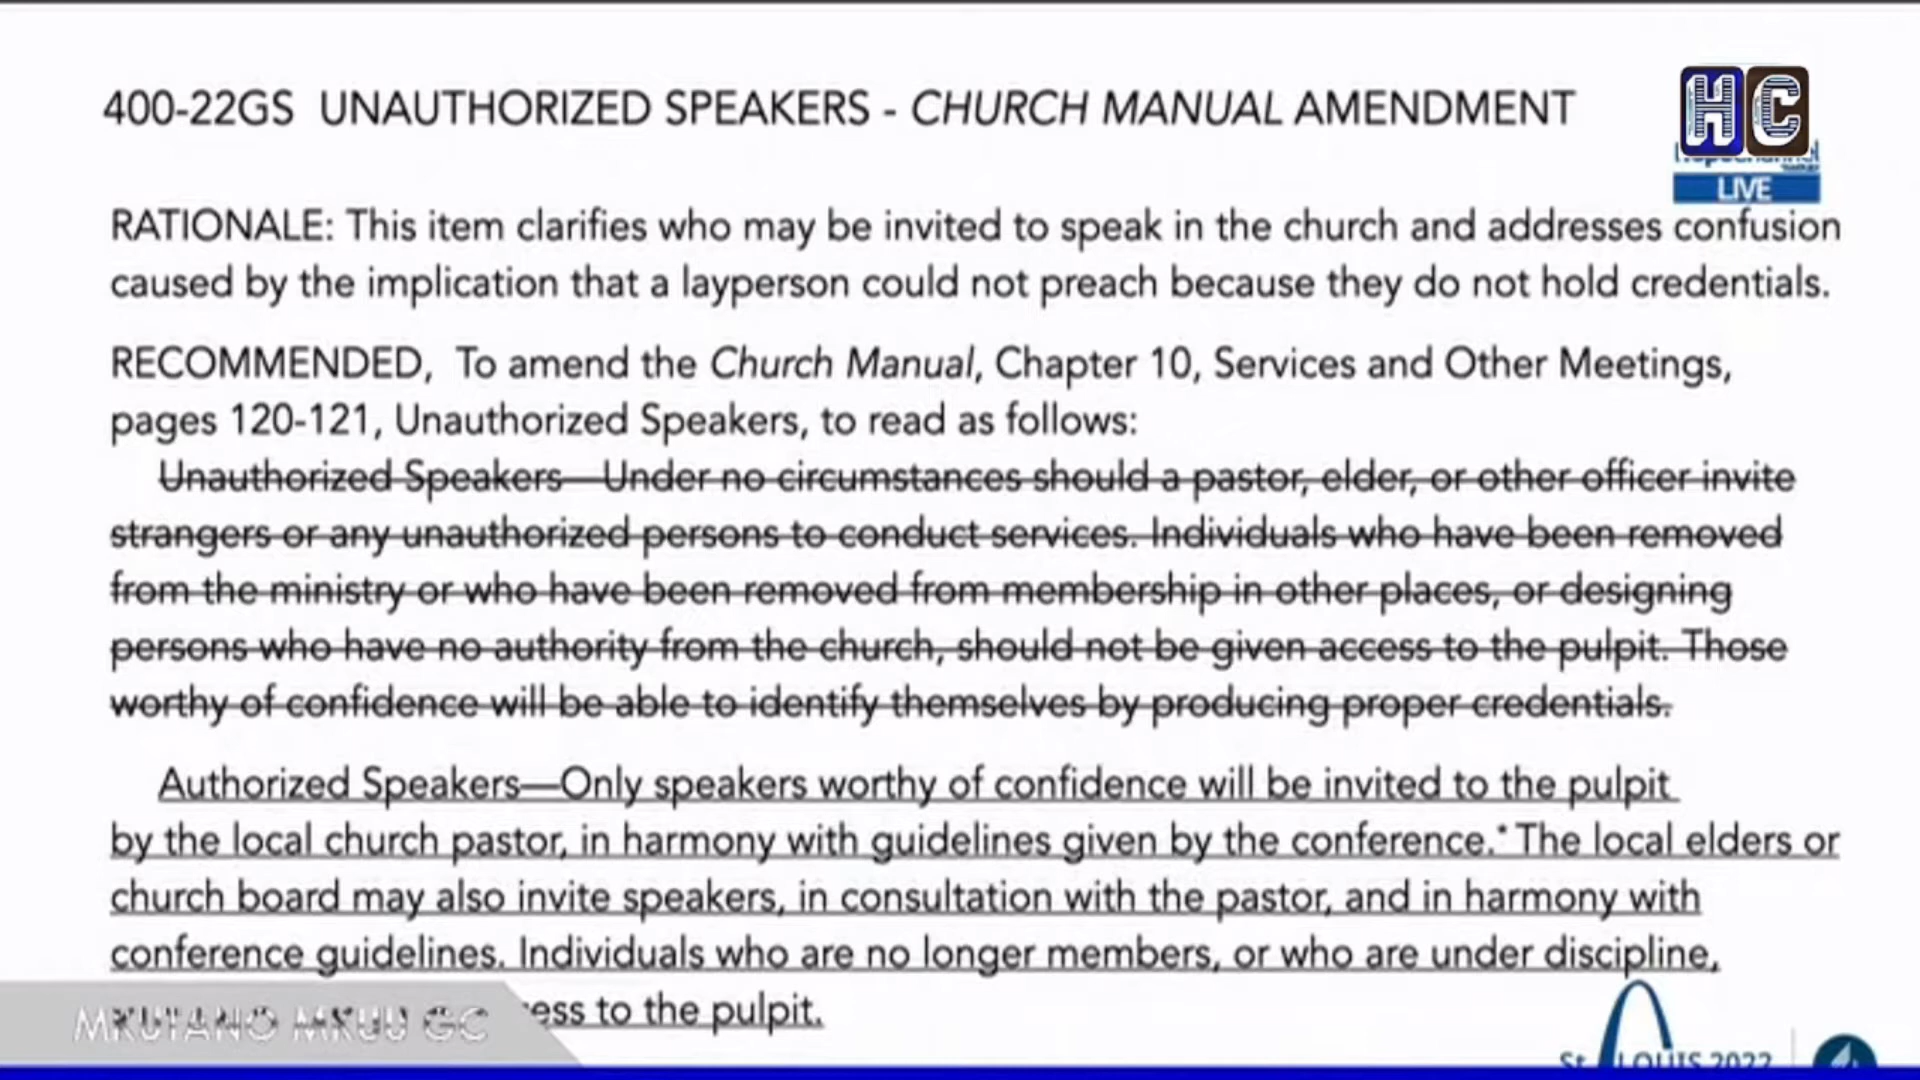 400-22GS UNAUTHORIZED SPEAKERS - CHURCH MANUAL AMENDMENT
HC
LIVE
RATIONALE: This item clarifies who may be invited to speak in the church and addresses confusion
caused by the implication that a layperson could not preach because they do not hold credentials.
RECOMMENDED, To amend the Church Manual, Chapter 10, Services and Other Meetings,
pages 120-121, Unauthorized Speakers, to read as follows:
Unauthorized Speakers—Under no circumstances should a pastor, elder, or other officer invite
strangers or any unauthorized persons to conduct services. Individuals who have been removed
from the ministry or who have been removed from membership in other places, or designing
persons who have no authority from the church, should not be given access to the pulpit. Those
worthy of confidence will be able to identify themselves by producing proper credentials.
Authorized Speakers—Only speakers worthy of confidence will be invited to the pulpit
by the local church pastor, in harmony with guidelines given by the conference.* The local elders or
church board may also invite speakers, in consultation with the pastor, and in harmony with
conference guidelines. Individuals who are no longer members, or who are under discipline,
ess to the pulpit.
MKUTANO MKUU GC
St. LOUIS 2022